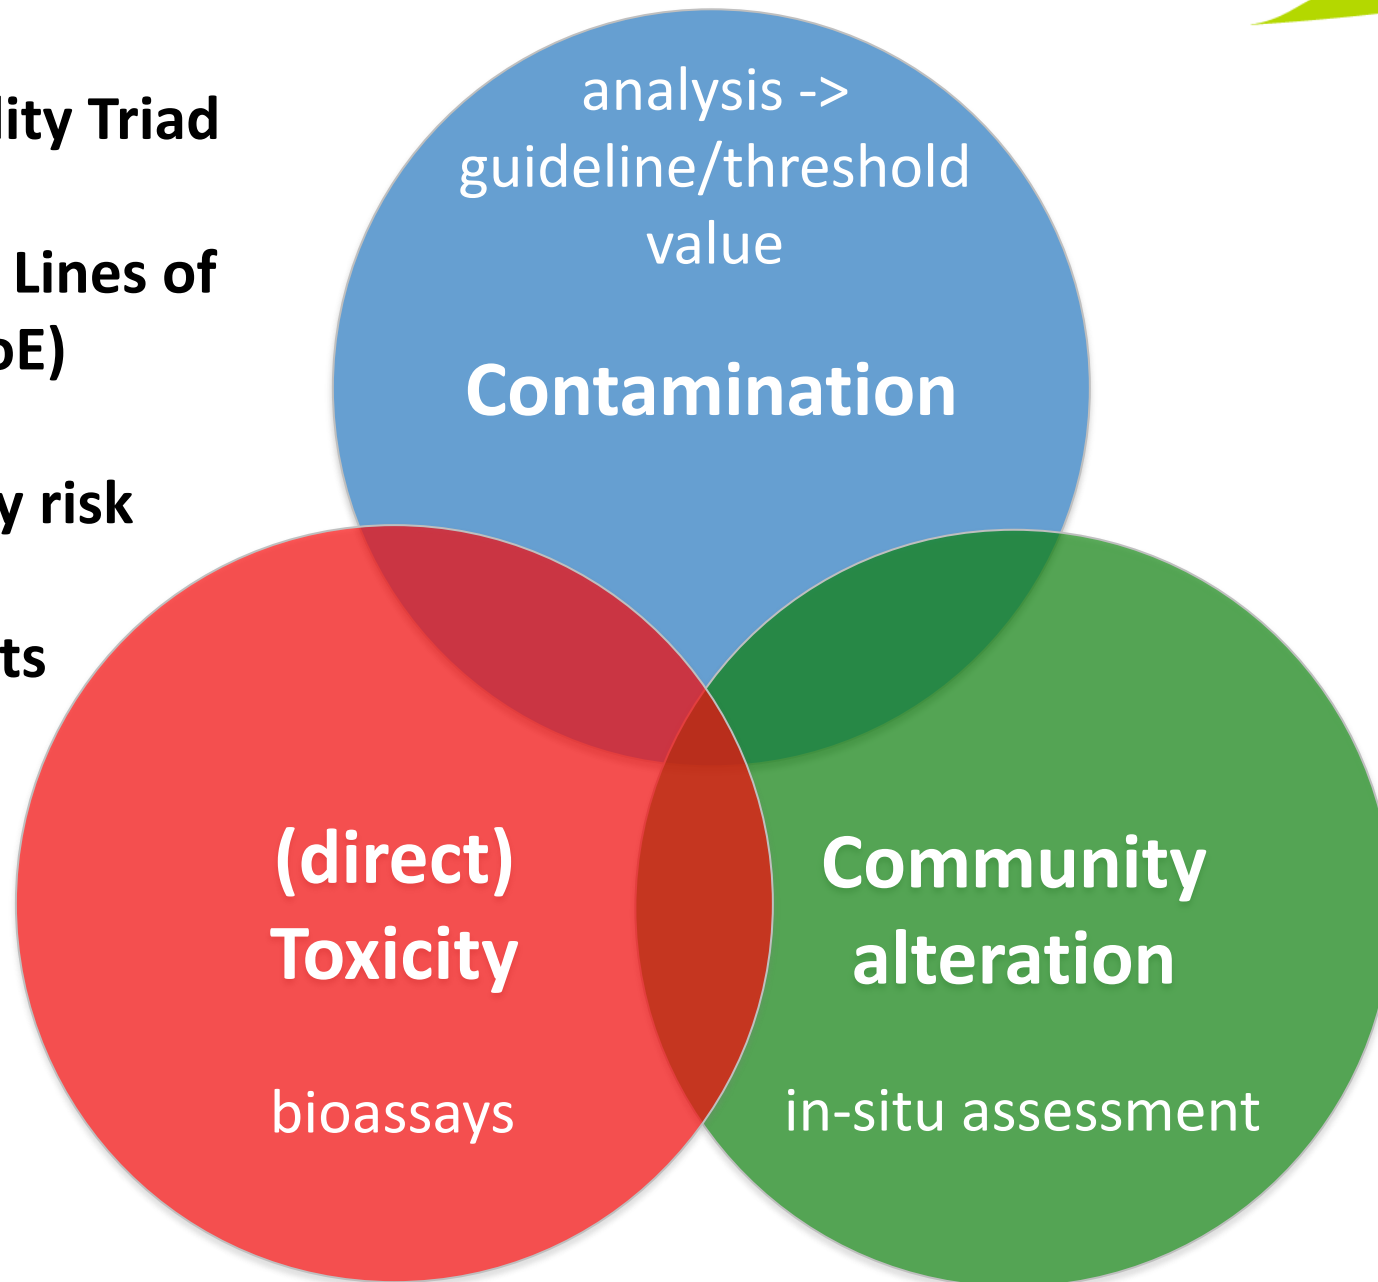 lity Triad
Lines of
oE)
y risk
ts
analysis ->
guideline/threshold
value
Contamination
(direct)
Toxicity
bioassays
Community
alteration
in-situ assessment